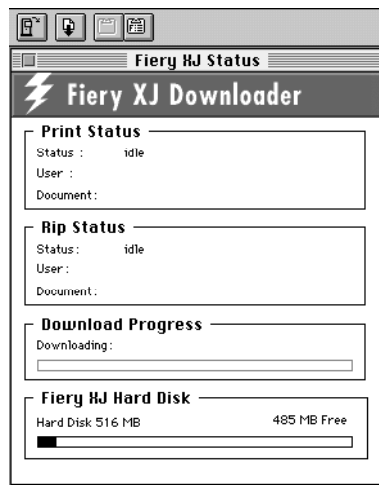 Fiery XJ Status
Fiery XJ Downloader
Print Status
Status : idle
User :
Document:
Rip Status
Status: idle
User:
Document:
Download Progress
Downloading:
Fiery XJ Hard Disk
Hard Disk 516 MB 485 MB Free